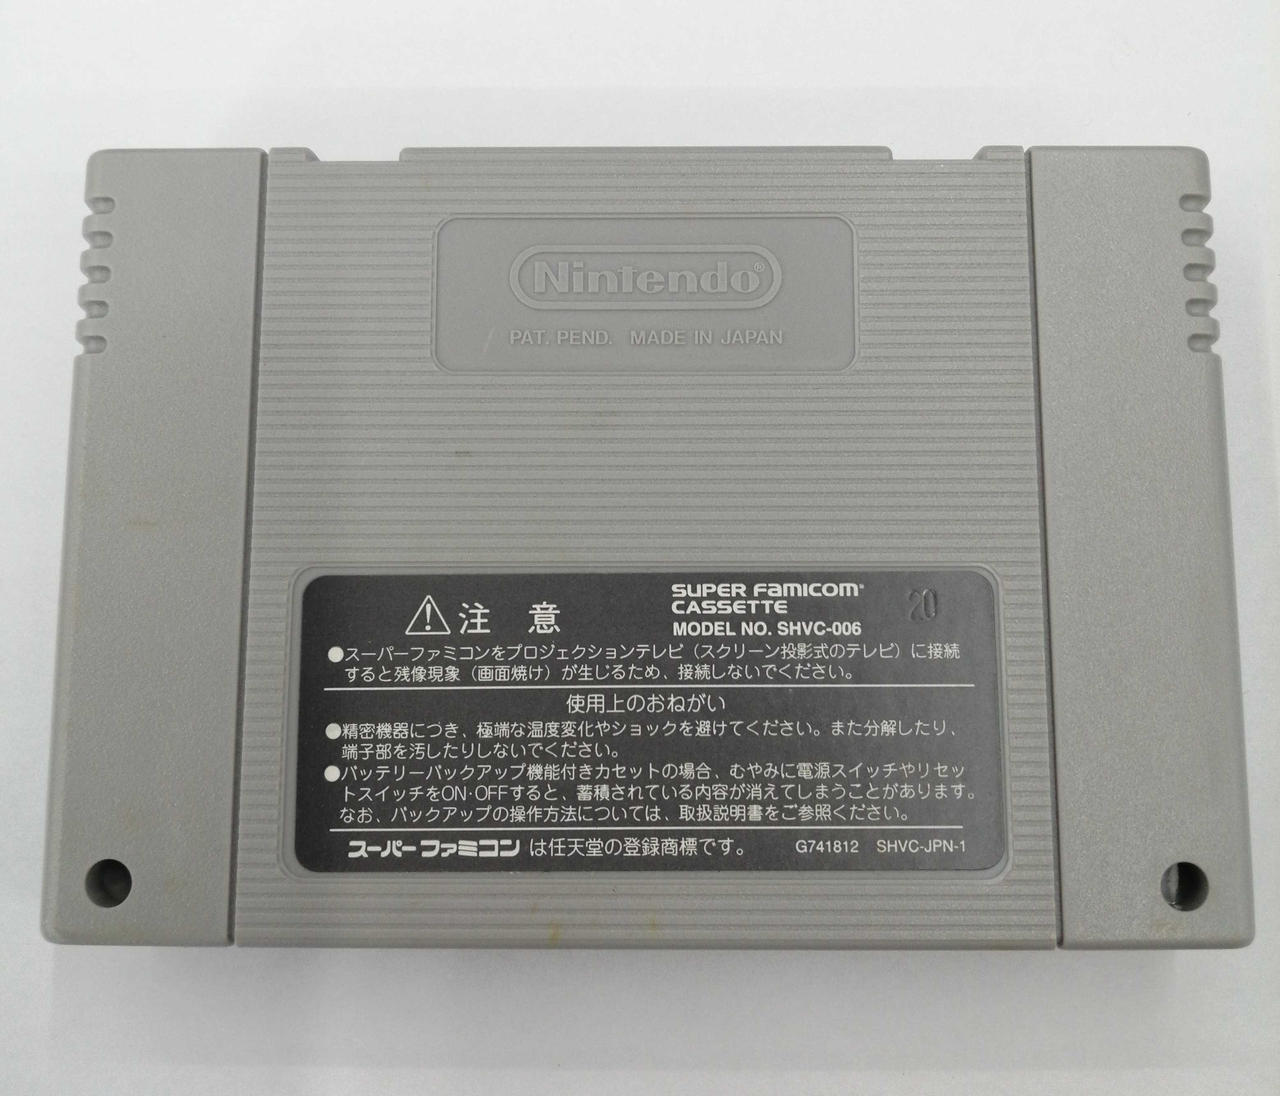 Nintendo®
PAT. PEND. MADE IN JAPAN
注 意
SUPER FAMICOM
CASSETTE
MODEL NO. SHVC-006
20
●スーパーファミコンをプロジェクションテレビ（スクリーン投影式のテレビ）に接続
すると残像現象（画面焼け）が生じるため、接続しないでください。
使用上のおねがい
●精密機器につき、極端な温度変化やショックを避けてください。また分解したり、
端子部を汚したりしないでください。
●バッテリーバックアップ機能付きカセットの場合、むやみに電源スイッチやリセッ
トスイッチをON・OFFすると、蓄積されている内容が消えてしまうことがあります。
なお、バックアップの操作方法については、取扱説明書をご参照ください。
スーパーファミコン は任天堂の登録商標です。 G741812 SHVC-JPN-1